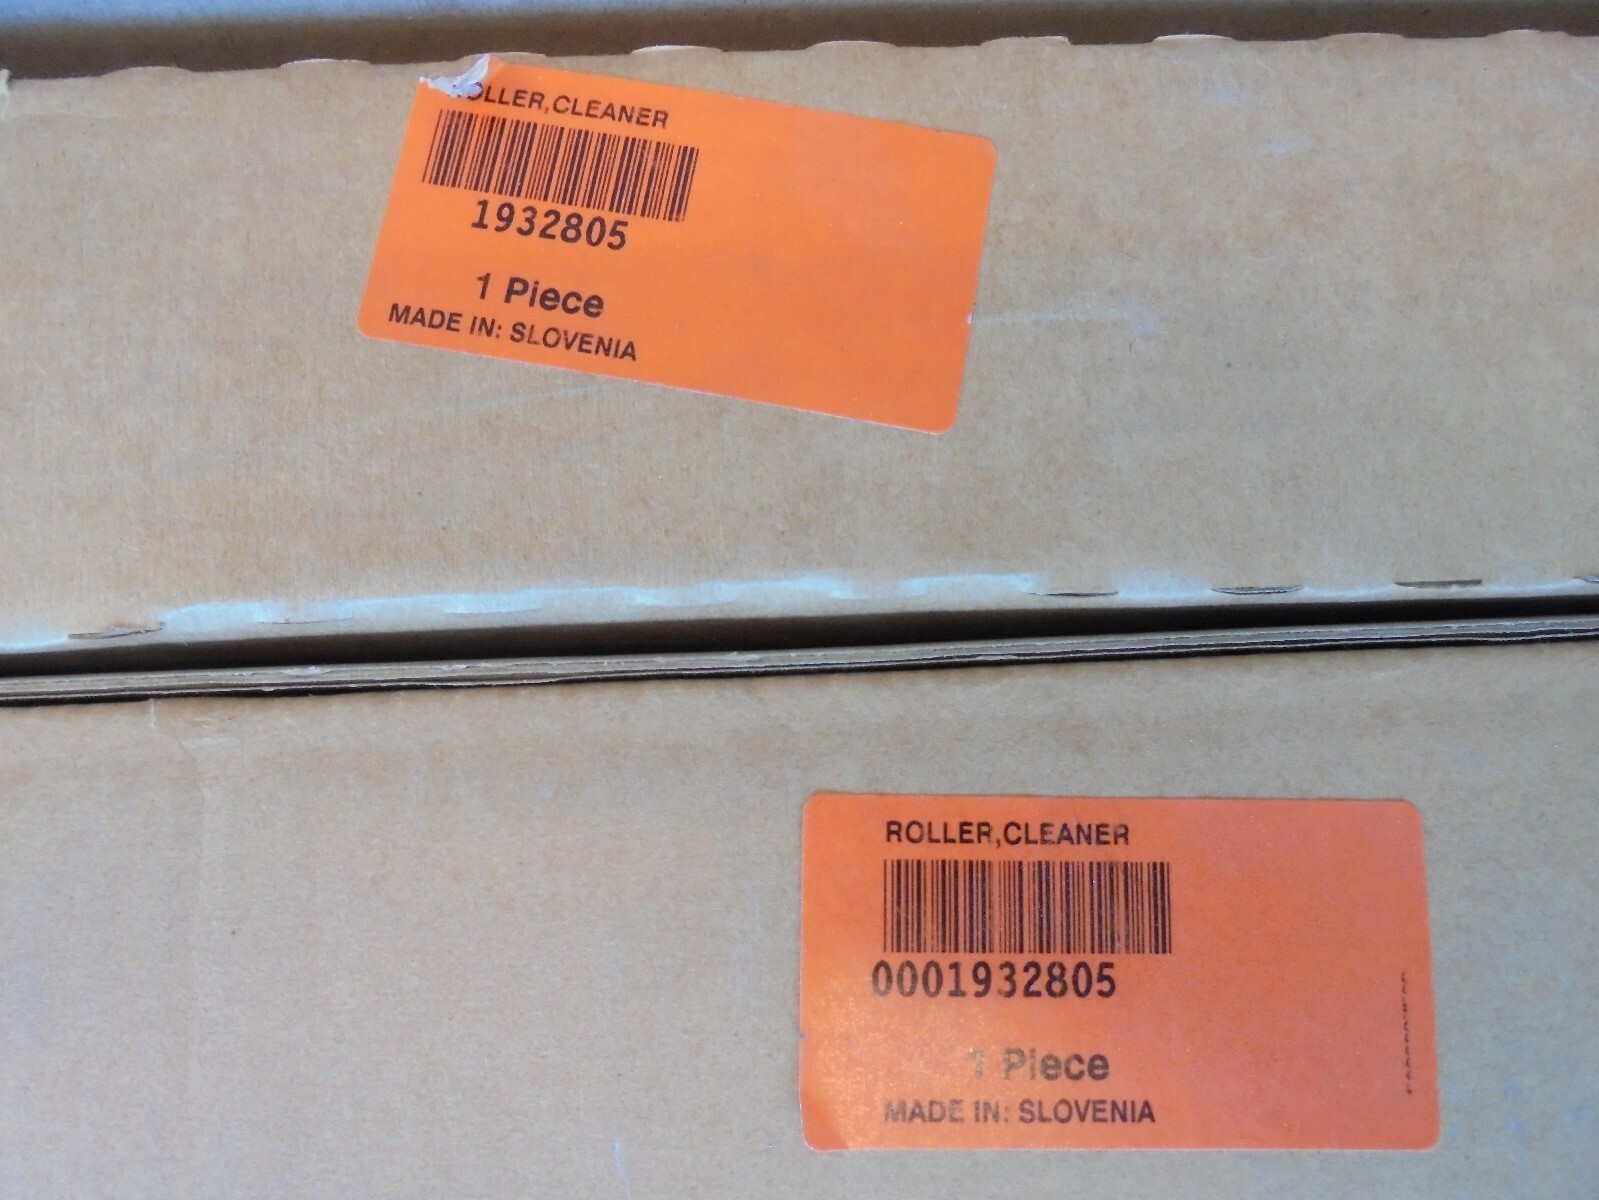 ROLLER,CLEANER
1932805
1 Piece
MADE IN: SLOVENIA
ROLLER,CLEANER
0001932805
1 Piece
MADE IN: SLOVENIA